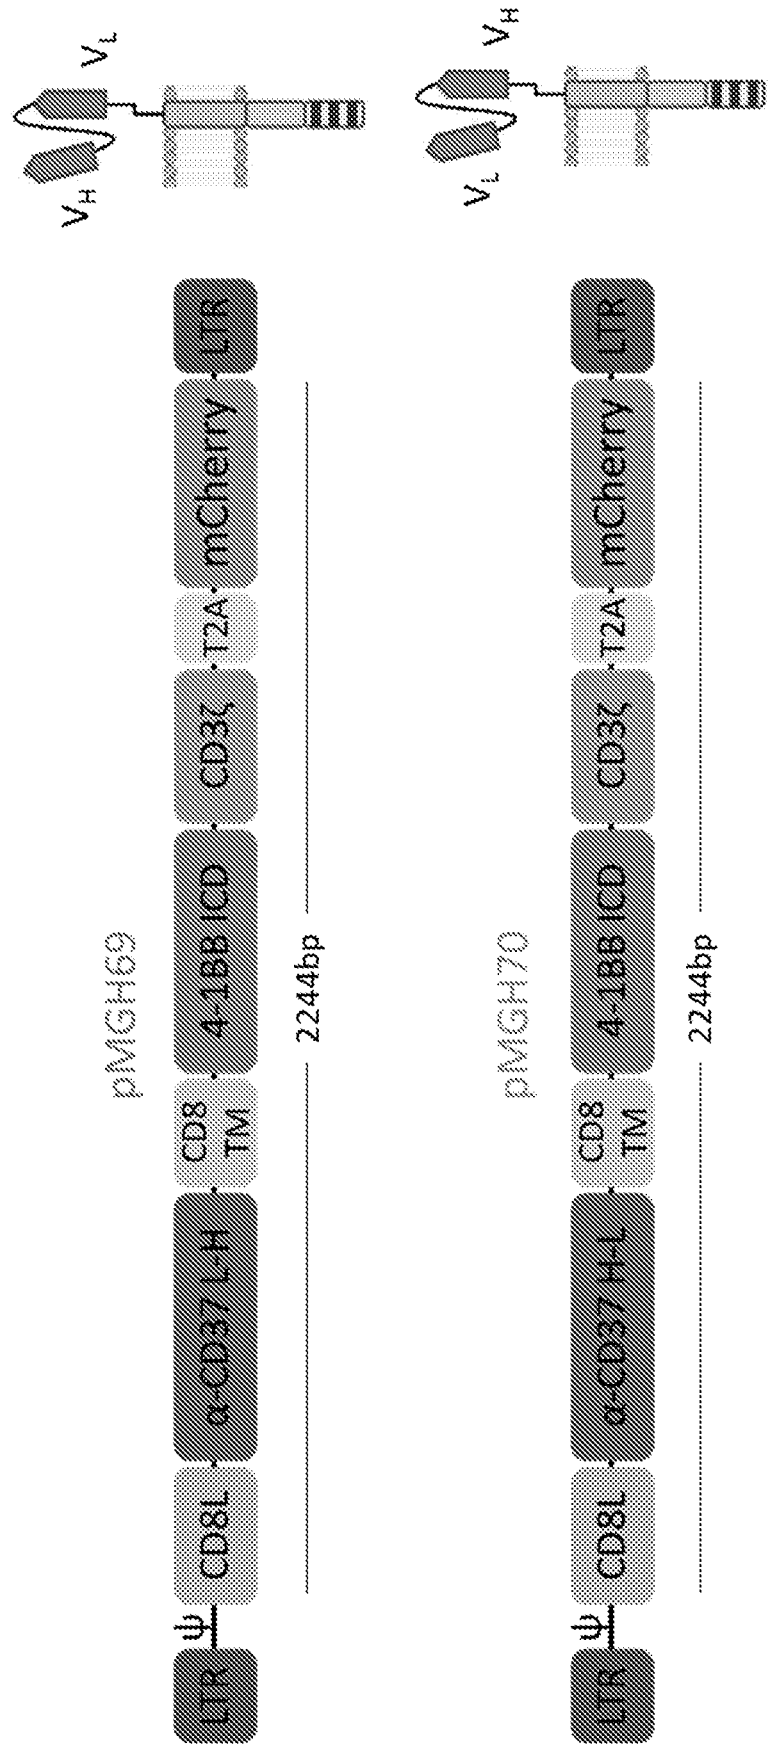 pMGH69
LTR
Ψ
CD8L
α-CD37 L-H
CD8
TM
4-1BB ICD
CD3ζ
T2A
mCherry
LTR
2244bp
VH
VL
pMGH70
LTR
Ψ
CD8L
α-CD37 H-L
CD8
TM
4-1BB ICD
CD3ζ
T2A
mCherry
LTR
2244bp
VL
VH